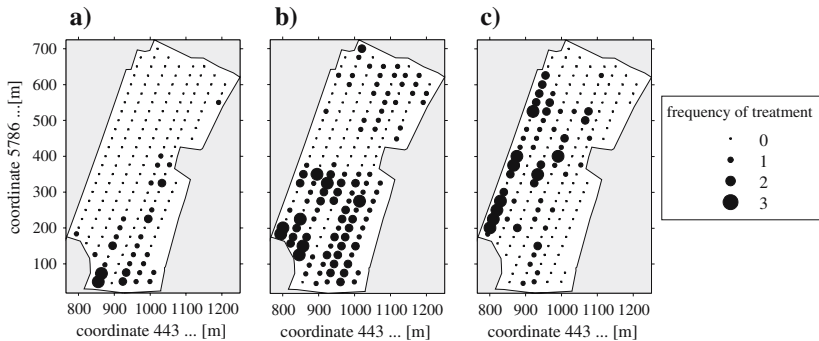 a)
b)
c)
700
600
500
400
300
200
100
coordinate 5786 ...[m]
800 900 1000 1100 1200
800 900 1000 1100 1200
800 900 1000 1100 1200
coordinate 443 ... [m]
coordinate 443 ... [m]
coordinate 443 ... [m]
frequency of treatment
0
1
2
3